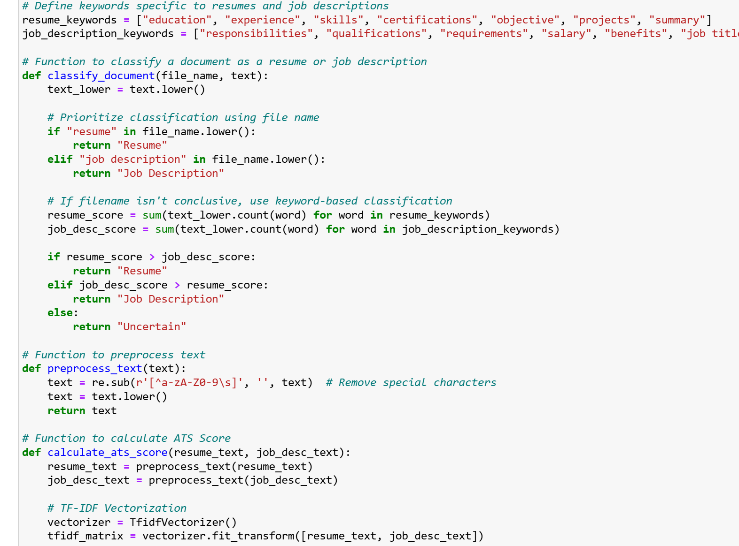 # Define keywords specific to resumes and job descriptions
resume_keywords = ["education", "experience", "skills", "certifications", "objective", "projects", "summary"]
job_description_keywords = ["responsibilities", "qualifications", "requirements", "salary", "benefits", "job titl
# Function to classify a document as a resume or job description
def classify_document(file_name, text):
    text_lower = text.lower()
    # Prioritize classification using file name
    if "resume" in file_name.lower():
        return "Resume"
    elif "job description" in file_name.lower():
        return "Job Description"
    # If filename isn't conclusive, use keyword-based classification
    resume_score = sum(text_lower.count(word) for word in resume_keywords)
    job_desc_score = sum(text_lower.count(word) for word in job_description_keywords)
    if resume_score > job_desc_score:
        return "Resume"
    elif job_desc_score > resume_score:
        return "Job Description"
    else:
        return "Uncertain"
# Function to preprocess text
def preprocess_text(text):
    text = re.sub(r'[^a-zA-Z0-9\s]', '', text)  # Remove special characters
    text = text.lower()
    return text
# Function to calculate ATS Score
def calculate_ats_score(resume_text, job_desc_text):
    resume_text = preprocess_text(resume_text)
    job_desc_text = preprocess_text(job_desc_text)
    # TF-IDF Vectorization
    vectorizer = TfidfVectorizer()
    tfidf_matrix = vectorizer.fit_transform([resume_text, job_desc_text])